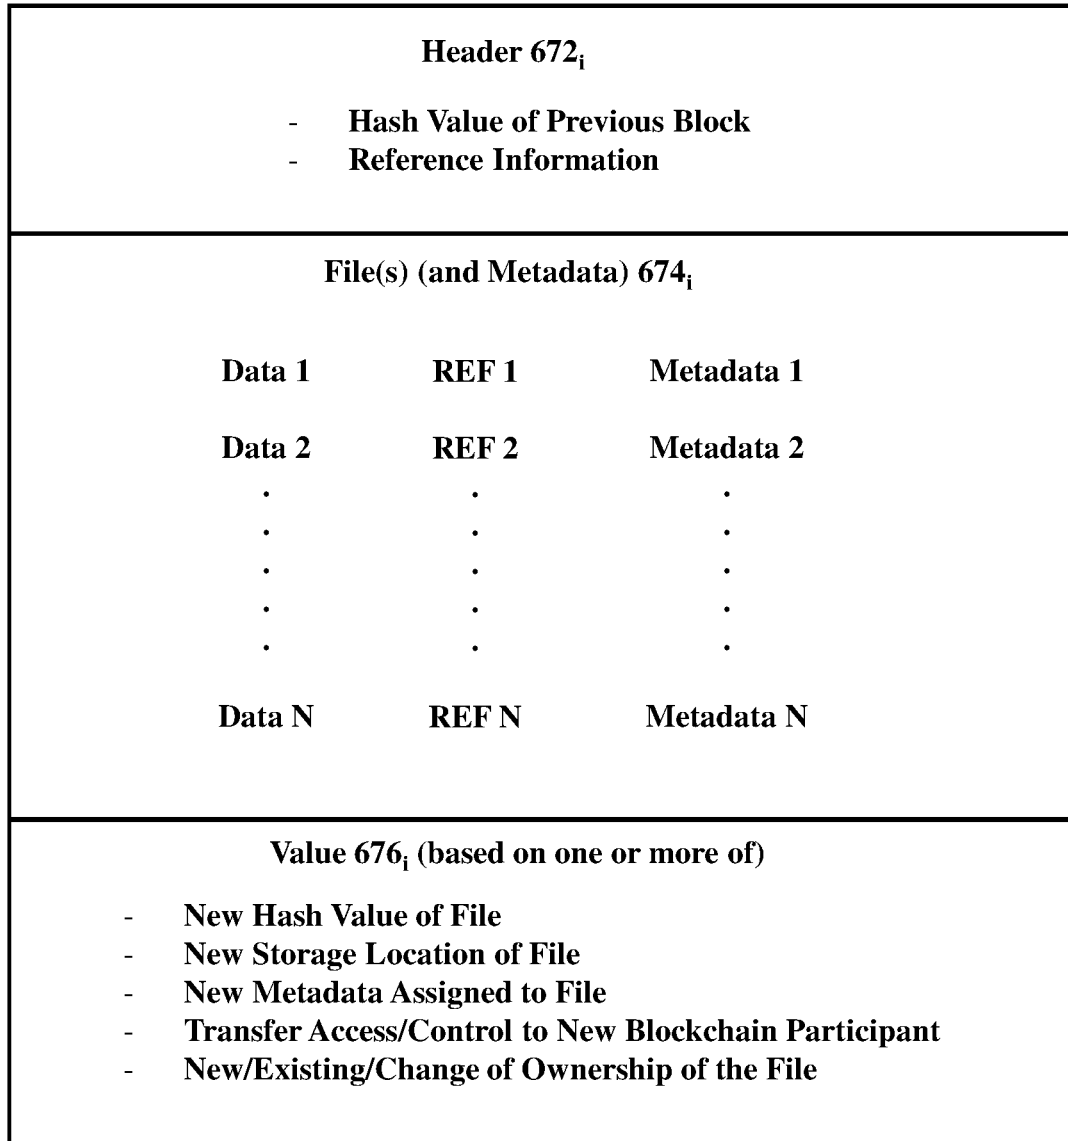 Header 672i
- Hash Value of Previous Block
- Reference Information
File(s) (and Metadata) 674i
Data 1 REF 1 Metadata 1
Data 2 REF 2 Metadata 2
. . .
. . .
. . .
. . .
. . .
Data N REF N Metadata N
Value 676i (based on one or more of)
- New Hash Value of File
- New Storage Location of File
- New Metadata Assigned to File
- Transfer Access/Control to New Blockchain Participant
- New/Existing/Change of Ownership of the File